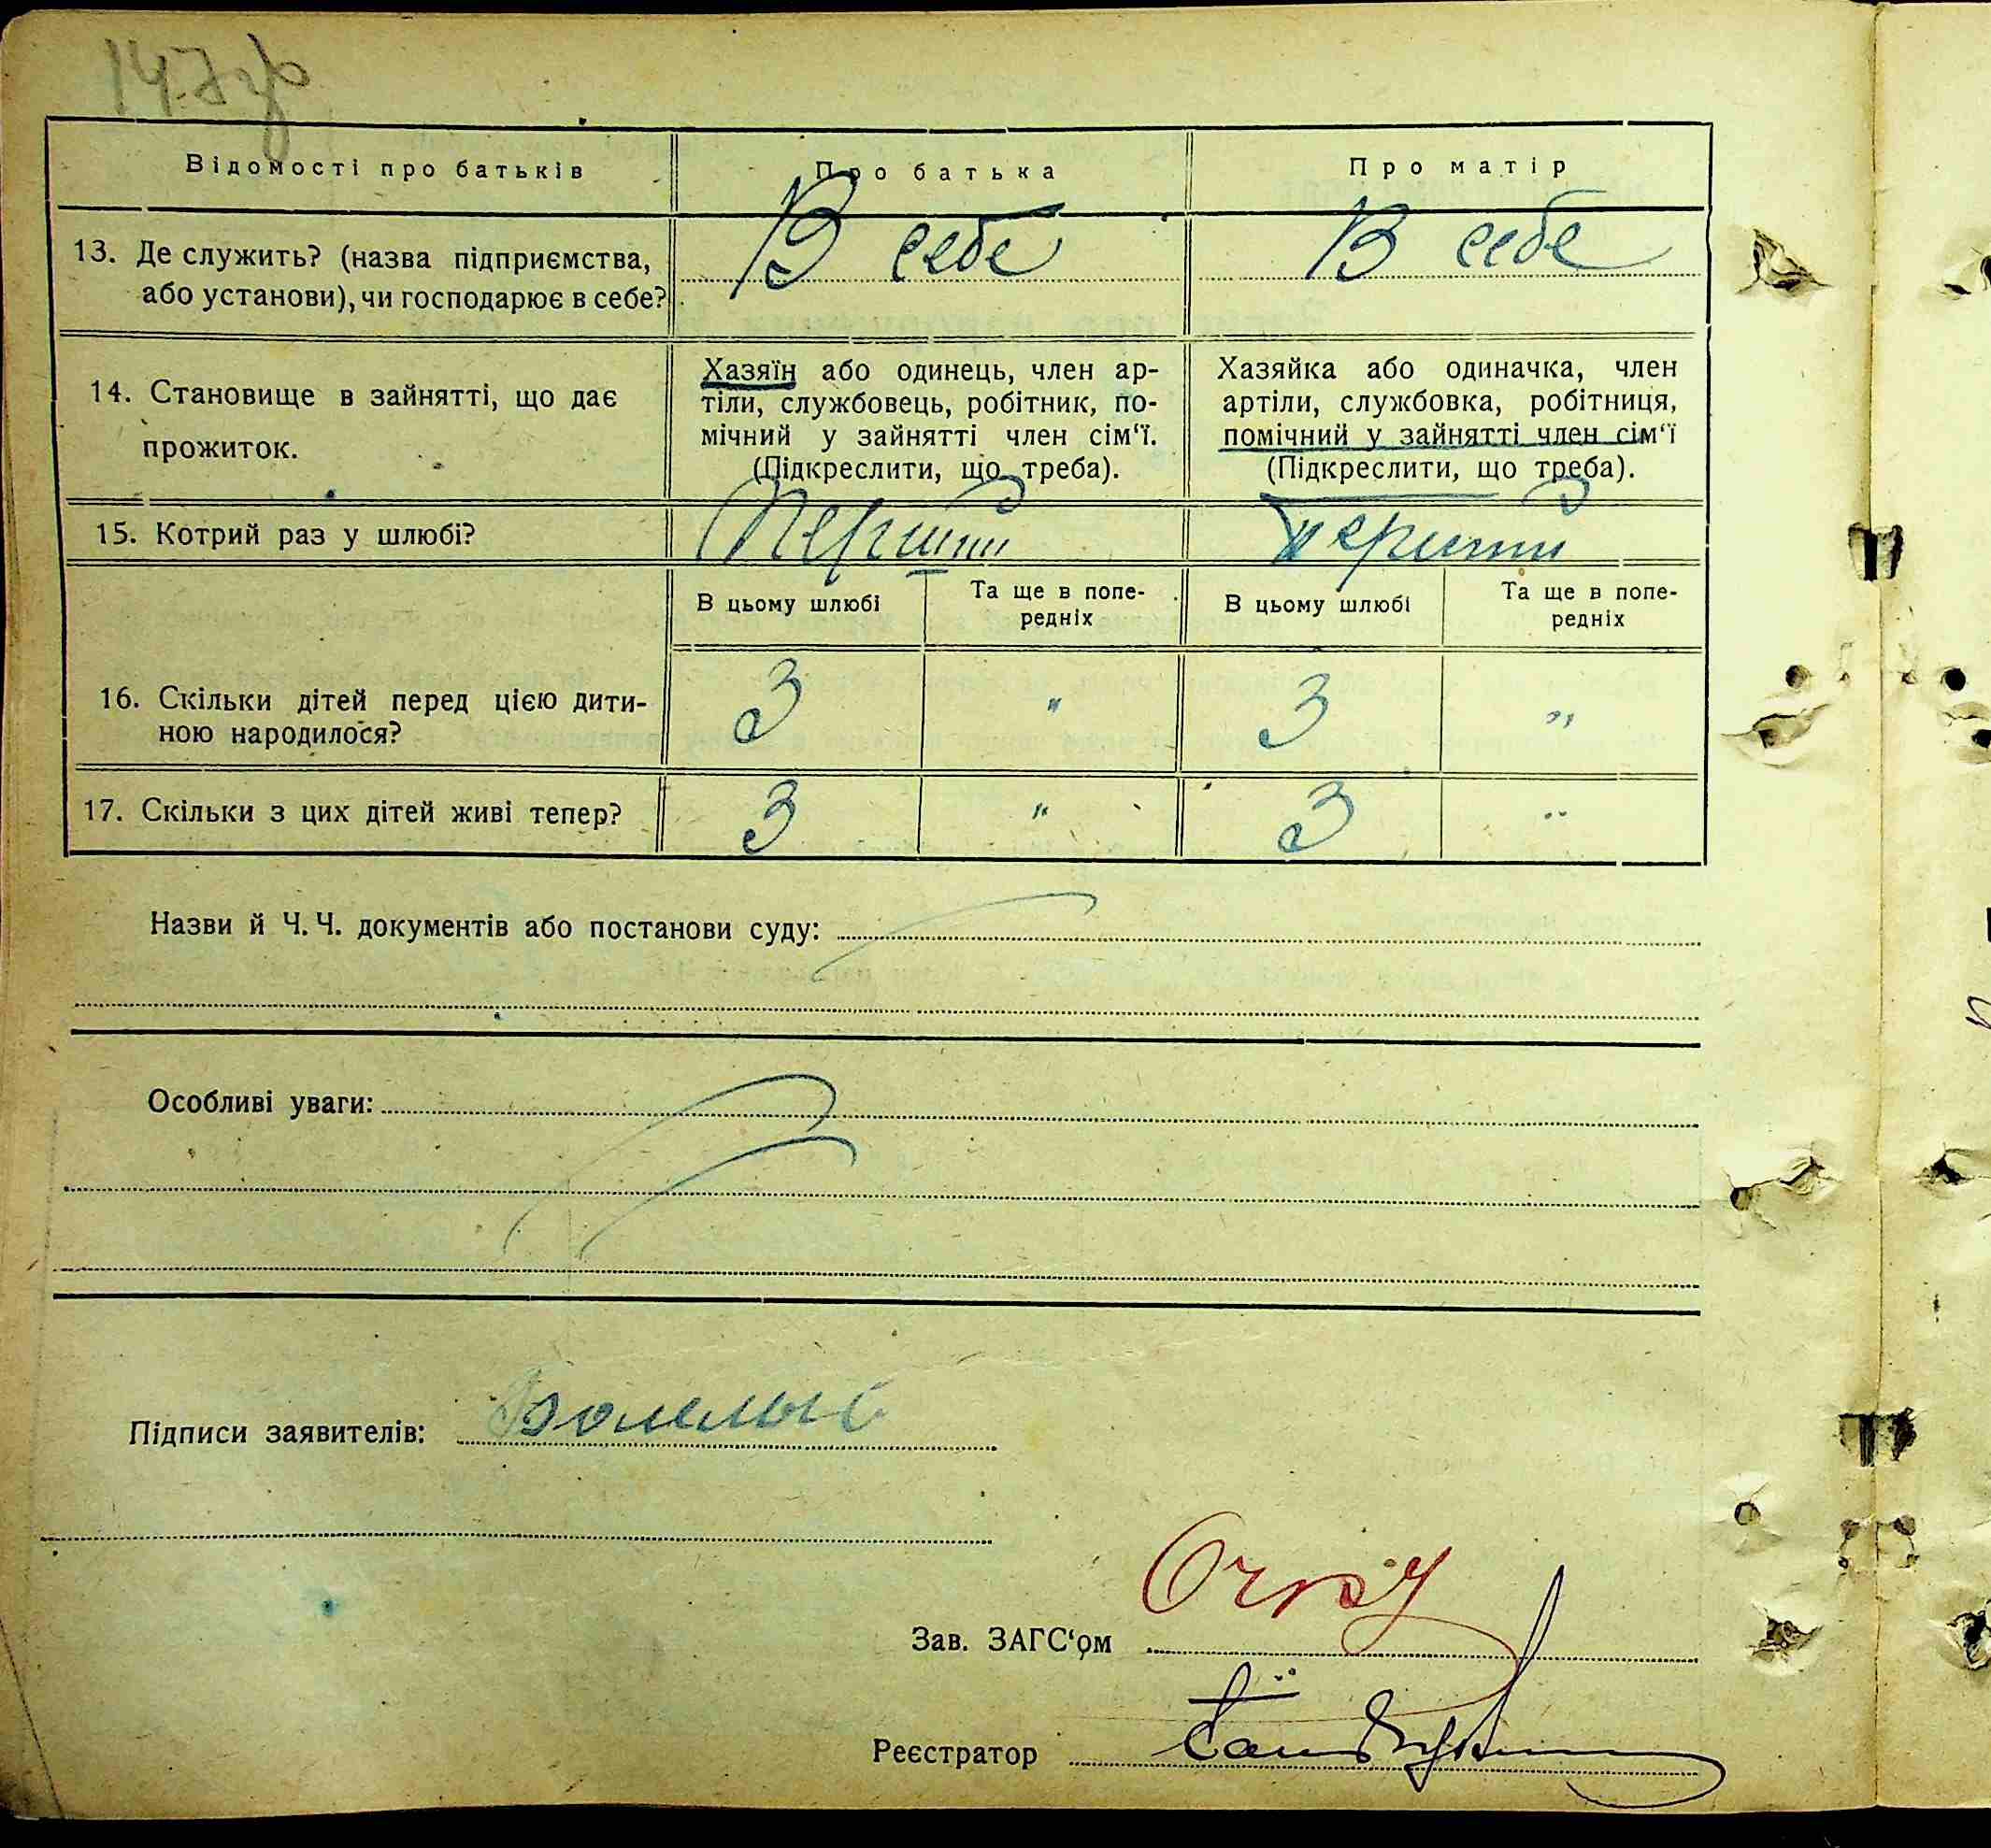 Відомості про батьків
Про батька
Про матір
13. Де служить? (назва підприємства,
або установи), чи господарює в себе?
В себе
В себе
14. Становище в зайнятті, що дає
прожиток.
Хазяїн або одинець, член ар-
тіли, службовець, робітник, по-
мічний у зайнятті член сім‘ї.
(Підкреслити, що треба).
Хазяйка або одиначка, член
артіли, службовка, робітниця,
помічний у зайнятті член сім‘ї
(Підкреслити, що треба).
15. Котрий раз у шлюбі?
Перший
перший
В цьому шлюбі
Та ще в попе-
редніх
В цьому шлюбі
Та ще в попе-
редніх
16. Скільки дітей перед цією дити-
ною народилося?
3
"
3
"
17. Скільки з цих дітей живі тепер?
3
"
3
"
Назви й Ч. Ч. документів або постанови суду:
Особливі уваги:
Підписи заявителів:
Зав. ЗАГС‘ом
Реєстратор